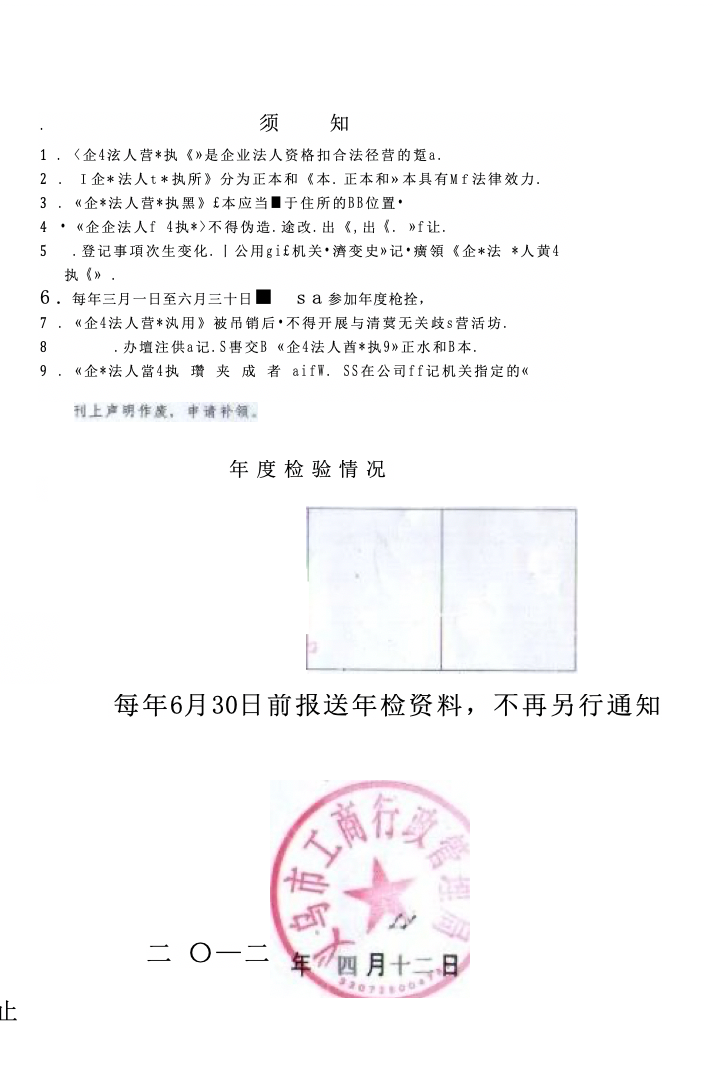 . 须 知
1 . 〈企4泫人营*执《》是企业法人资格扣合法径营的踅a.
2 . I企*法人t*执所》分为正本和《本.正本和»本具有Mf法律效力.
3 . «企*法人营*执黑》£本应当■于住所的BB位置•
4 • «企企法人f 4执*>不得伪造.途改.出《,出《. »f让.
5 .登记事項次生变化.丨公用gi£机关•濟变史»记•癀領《企*法 *人黄4
执《》 .
6 . 每年三月一日至六月三十日■ sa参加年度枪拴，
7 . «企4法人营*汍用》被吊销后•不得开展与清萸无关歧s营活坊.
8 .办壇注供a记.S害交B «企4法人酋*执9»正水和B本.
9 . «企*法人當4执 瓚 夹 成 者 aifW. SS在公司ff记机关指定的«
刊上声明作废，申请补领。
年度检验情况
每年6月30日前报送年检资料，不再另行通知
义乌市工商行政管理局
二 〇一二 年 四月十二日
止